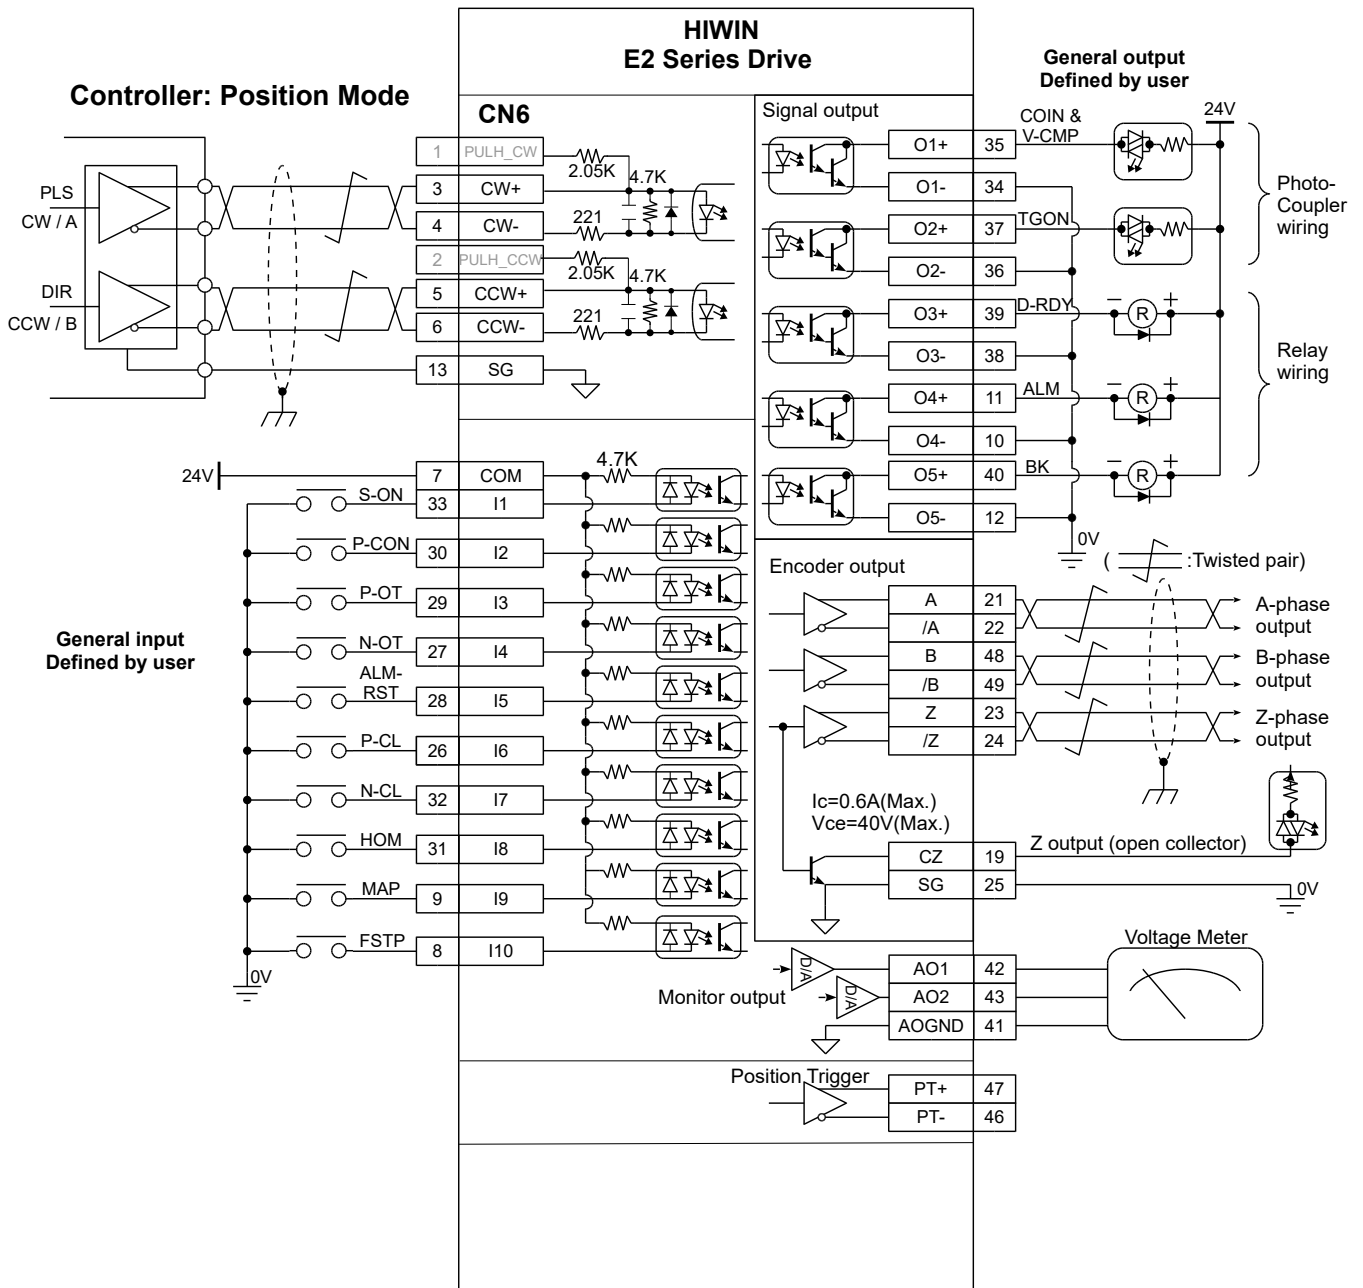 HIWIN
E2 Series Drive
Controller: Position Mode
General output
Defined by user
CN6
Signal output
PLS
CW / A
DIR
CCW / B
1 PULH_CW
2.05K
4.7K
3 CW+
4 CW-
221
2 PULH_CCW
2.05K
4.7K
5 CCW+
6 CCW-
221
13 SG
COIN &
V-CMP
24V
O1+ 35
O1- 34
O2+ 37 TGON
O2- 36
O3+ 39 D-RDY
O3- 38
O4+ 11 ALM
O4- 10
O5+ 40 BK
O5- 12
0V
Photo-
Coupler
wiring
− R +
Relay
wiring
− R +
− R +
General input
Defined by user
24V
7 COM
4.7K
S-ON 33 I1
P-CON 30 I2
P-OT 29 I3
N-OT 27 I4
ALM-
RST 28 I5
P-CL 26 I6
N-CL 32 I7
HOM 31 I8
MAP 9 I9
FSTP 8 I10
0V
Encoder output
( :Twisted pair)
A 21
/A 22
A-phase
output
B 48
/B 49
B-phase
output
Z 23
/Z 24
Z-phase
output
Ic=0.6A(Max.)
Vce=40V(Max.)
CZ 19 Z output (open collector)
SG 25
0V
Monitor output
D/A
D/A
AO1 42
AO2 43
AOGND 41
Voltage Meter
Position Trigger
PT+ 47
PT- 46